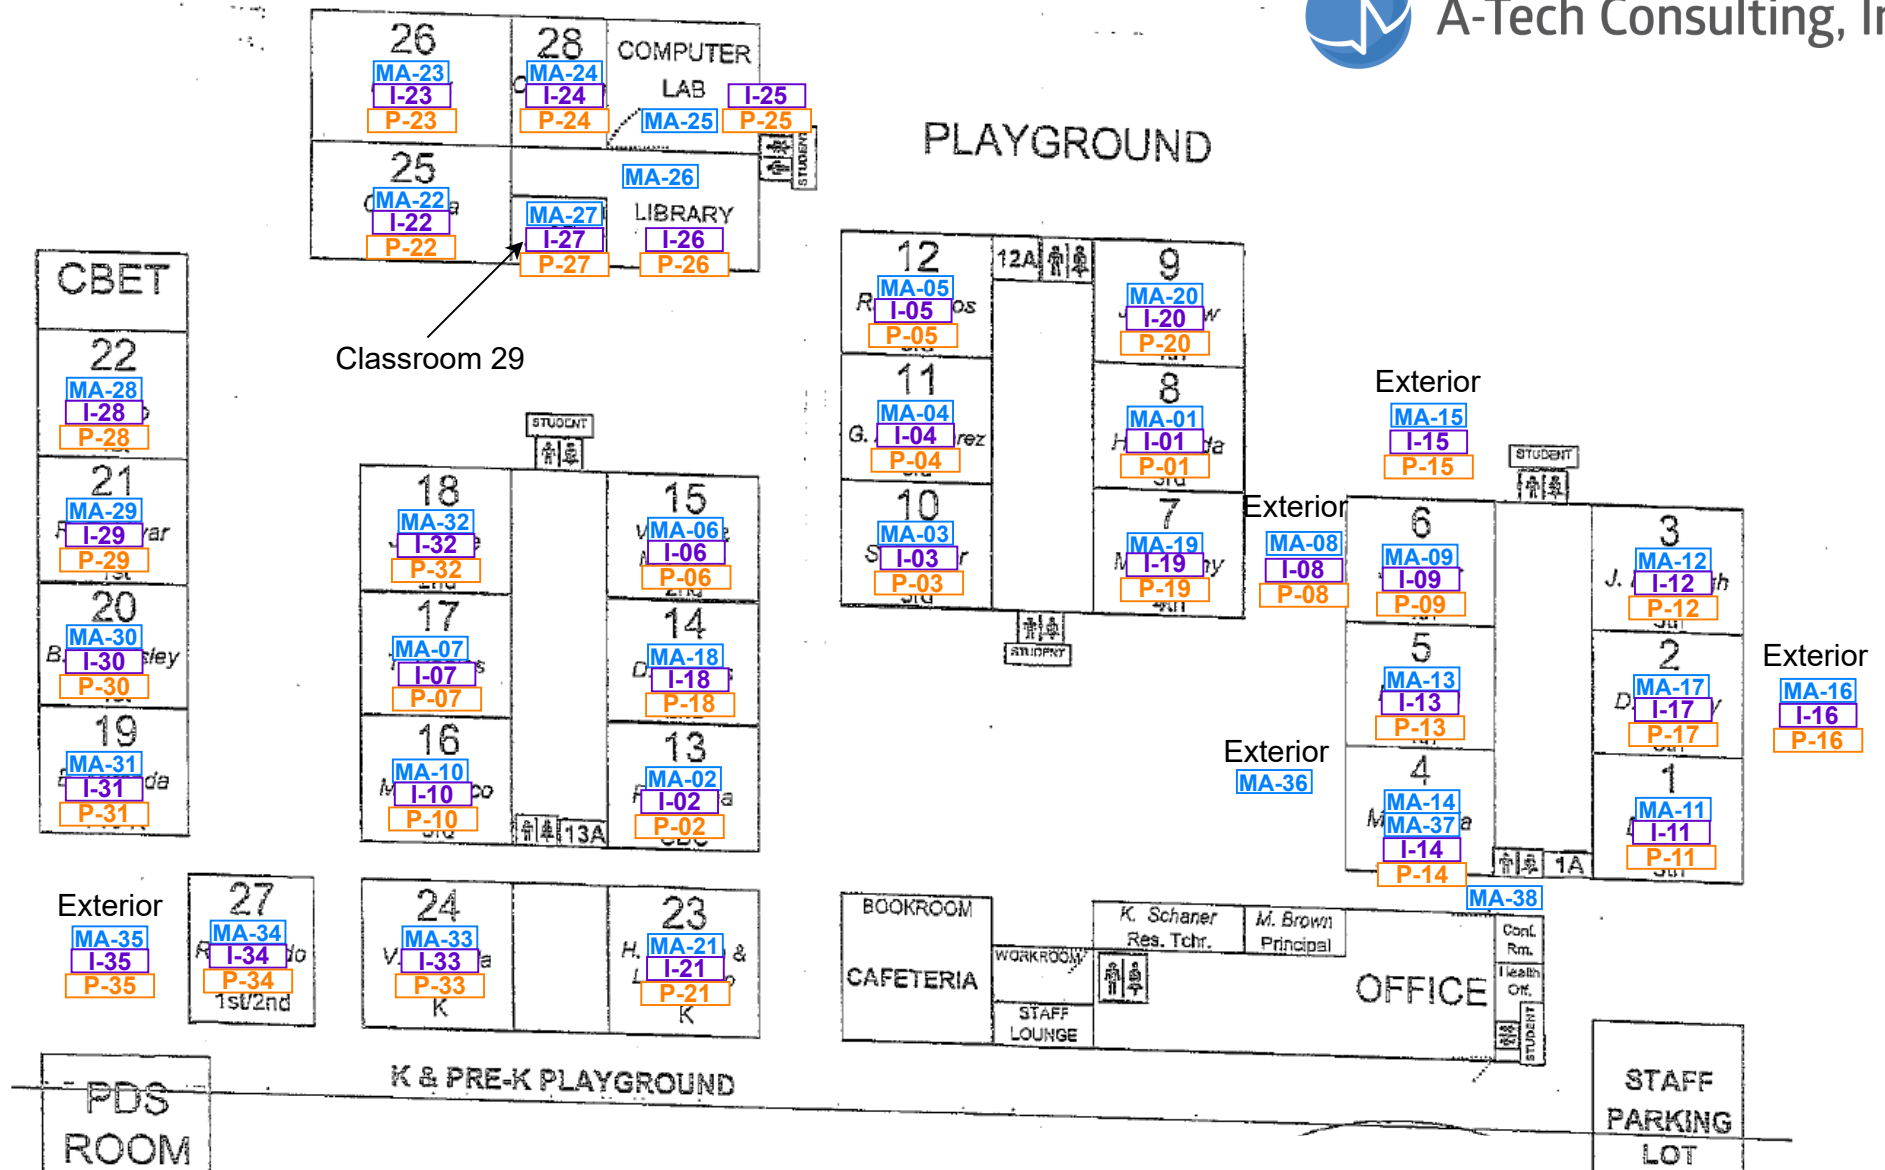 A-Tech Consulting, In
26
MA-23
I-23
P-23
28
MA-24
I-24
P-24
COMPUTER
LAB
MA-25
I-25
P-25
STUDENT
25
MA-22
I-22
P-22
MA-26
LIBRARY
I-26
P-26
MA-27
I-27
P-27
Classroom 29
PLAYGROUND
CBET
22
MA-28
I-28
P-28
21
MA-29
I-29
P-29
20
MA-30
I-30
P-30
19
MA-31
I-31
P-31
STUDENT
18
MA-32
I-32
P-32
17
MA-07
I-07
P-07
16
MA-10
I-10
P-10
15
MA-06
I-06
P-06
14
MA-18
I-18
P-18
13
MA-02
I-02
P-02
13A
12
MA-05
I-05
P-05
12A
11
MA-04
I-04
P-04
10
MA-03
I-03
P-03
9
MA-20
I-20
P-20
8
MA-01
I-01
P-01
7
MA-19
I-19
P-19
STUDENT
Exterior
MA-15
I-15
P-15
Exterior
MA-08
I-08
P-08
STUDENT
6
MA-09
I-09
P-09
5
MA-13
I-13
P-13
4
MA-14
MA-37
I-14
P-14
Exterior
MA-36
3
MA-12
I-12
P-12
2
MA-17
I-17
P-17
1
MA-11
I-11
P-11
1A
MA-38
Exterior
MA-16
I-16
P-16
Exterior
MA-35
I-35
P-35
27
MA-34
I-34
P-34
1st/2nd
24
MA-33
I-33
P-33
K
23
MA-21
I-21
P-21
K
BOOKROOM
CAFETERIA
WORKROOM
STAFF
LOUNGE
K. Schaner
Res. Tchr.
M. Brown
Principal
OFFICE
Conf.
Rm.
Health
Off.
STUDENT
K & PRE-K PLAYGROUND
PDS
ROOM
STAFF
PARKING
LOT